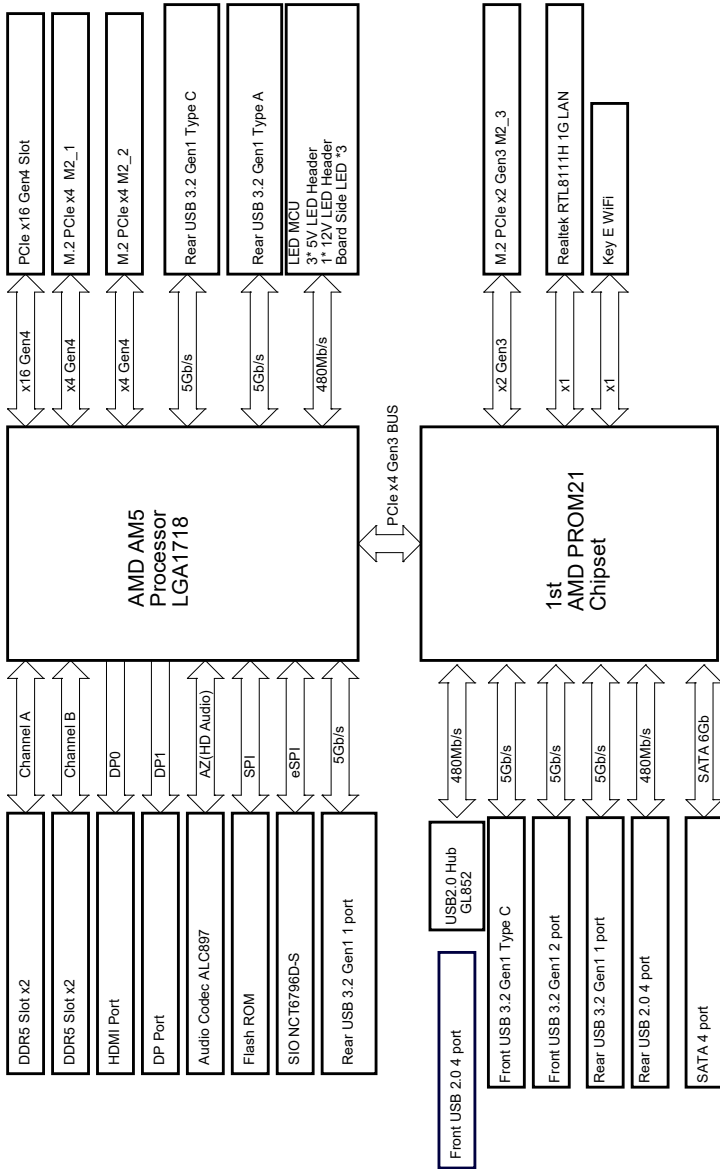 DDR5 Slot x2
Channel A
DDR5 Slot x2
Channel B
HDMI Port
DP0
DP Port
DP1
Audio Codec ALC897
AZ(HD Audio)
Flash ROM
SPI
SIO NCT6796D-S
eSPI
Rear USB 3.2 Gen1 1 port
5Gb/s
AMD AM5
Processor
LGA1718
x16 Gen4
PCIe x16 Gen4 Slot
x4 Gen4
M.2 PCIe x4 M2_1
x4 Gen4
M.2 PCIe x4 M2_2
5Gb/s
Rear USB 3.2 Gen1 Type C
5Gb/s
Rear USB 3.2 Gen1 Type A
480Mb/s
LED MCU
3* 5V LED Header
1* 12V LED Header
Board Side LED *3
PCIe x4 Gen3 BUS
Front USB 2.0 4 port
USB2.0 Hub
GL852
480Mb/s
Front USB 3.2 Gen1 Type C
5Gb/s
Front USB 3.2 Gen1 2 port
5Gb/s
Rear USB 3.2 Gen1 1 port
5Gb/s
Rear USB 2.0 4 port
480Mb/s
SATA 4 port
SATA 6Gb
1st
AMD PROM21
Chipset
x2 Gen3
M.2 PCIe x2 Gen3 M2_3
x1
Realtek RTL8111H 1G LAN
x1
Key E WiFi